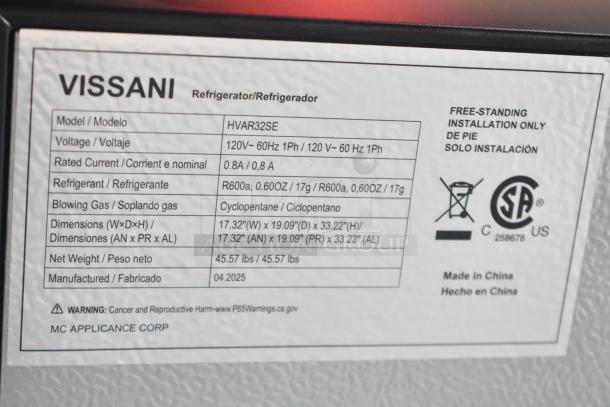 VISSANI Refrigerator/Refrigerador
Model / Modelo HVAR32SE
Voltage / Voltaje 120V~ 60Hz 1Ph / 120 V~ 60 Hz 1Ph
Rated Current / Corrient e nominal 0.8A / 0,8 A
Refrigerant / Refrigerante R600a, 0.60OZ / 17g / R600a, 0,60OZ / 17g
Blowing Gas / Soplando gas Cyclopentane / Ciclopentano
Dimensions (W×D×H) / 17.32"(W) x 19.09"(D) x 33.22"(H)/
Dimensiones (AN x PR x AL) 17.32" (AN) x 19.09" (PR) x 33.22" (AL)
Net Weight / Peso neto 45.57 lbs / 45.57 lbs
Manufactured / Fabricado 04.2025
WARNING: Cancer and Reproductive Harm-www.P65Warnings.ca.gov
MC APPLICANCE CORP
FREE-STANDING
INSTALLATION ONLY
DE PIE
SOLO INSTALACIÓN
SA
C 258678 US
Made in China
Hecho en China
AUCTION GROUP